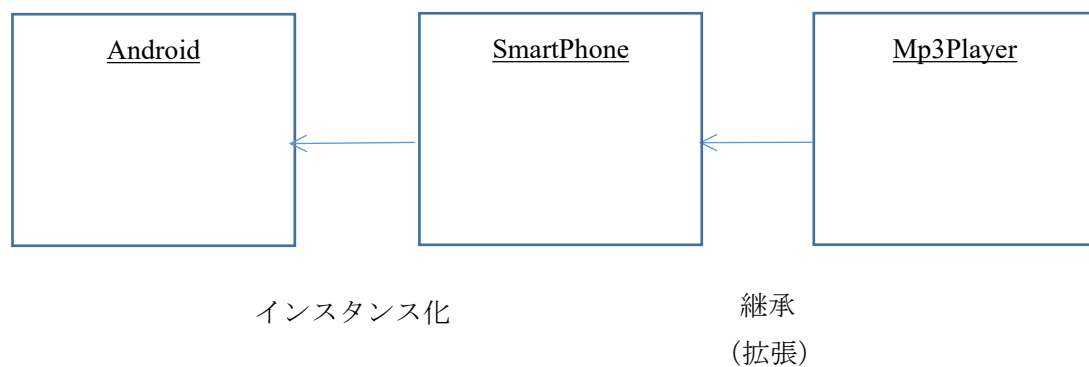 Android
SmartPhone
Mp3Player
インスタンス化
継承
（拡張）